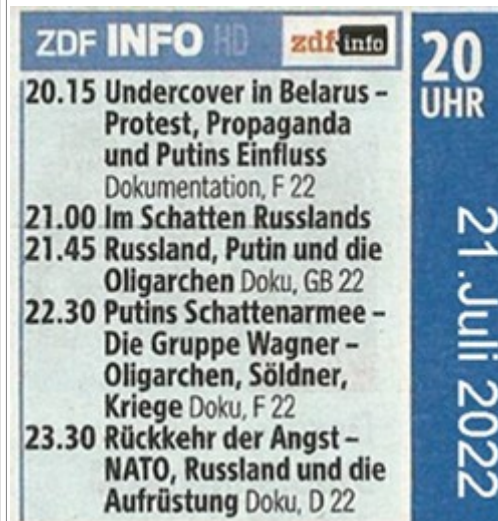 ZDF INFO HD zdf info
20.15 Undercover in Belarus –
Protest, Propaganda
und Putins Einfluss
Dokumentation, F 22
21.00 Im Schatten Russlands
21.45 Russland, Putin und die
Oligarchen Doku, GB 22
22.30 Putins Schattenarmee –
Die Gruppe Wagner –
Oligarchen, Söldner,
Kriege Doku, F 22
23.30 Rückkehr der Angst –
NATO, Russland und die
Aufrüstung Doku, D 22
20
UHR
21.Juli 2022